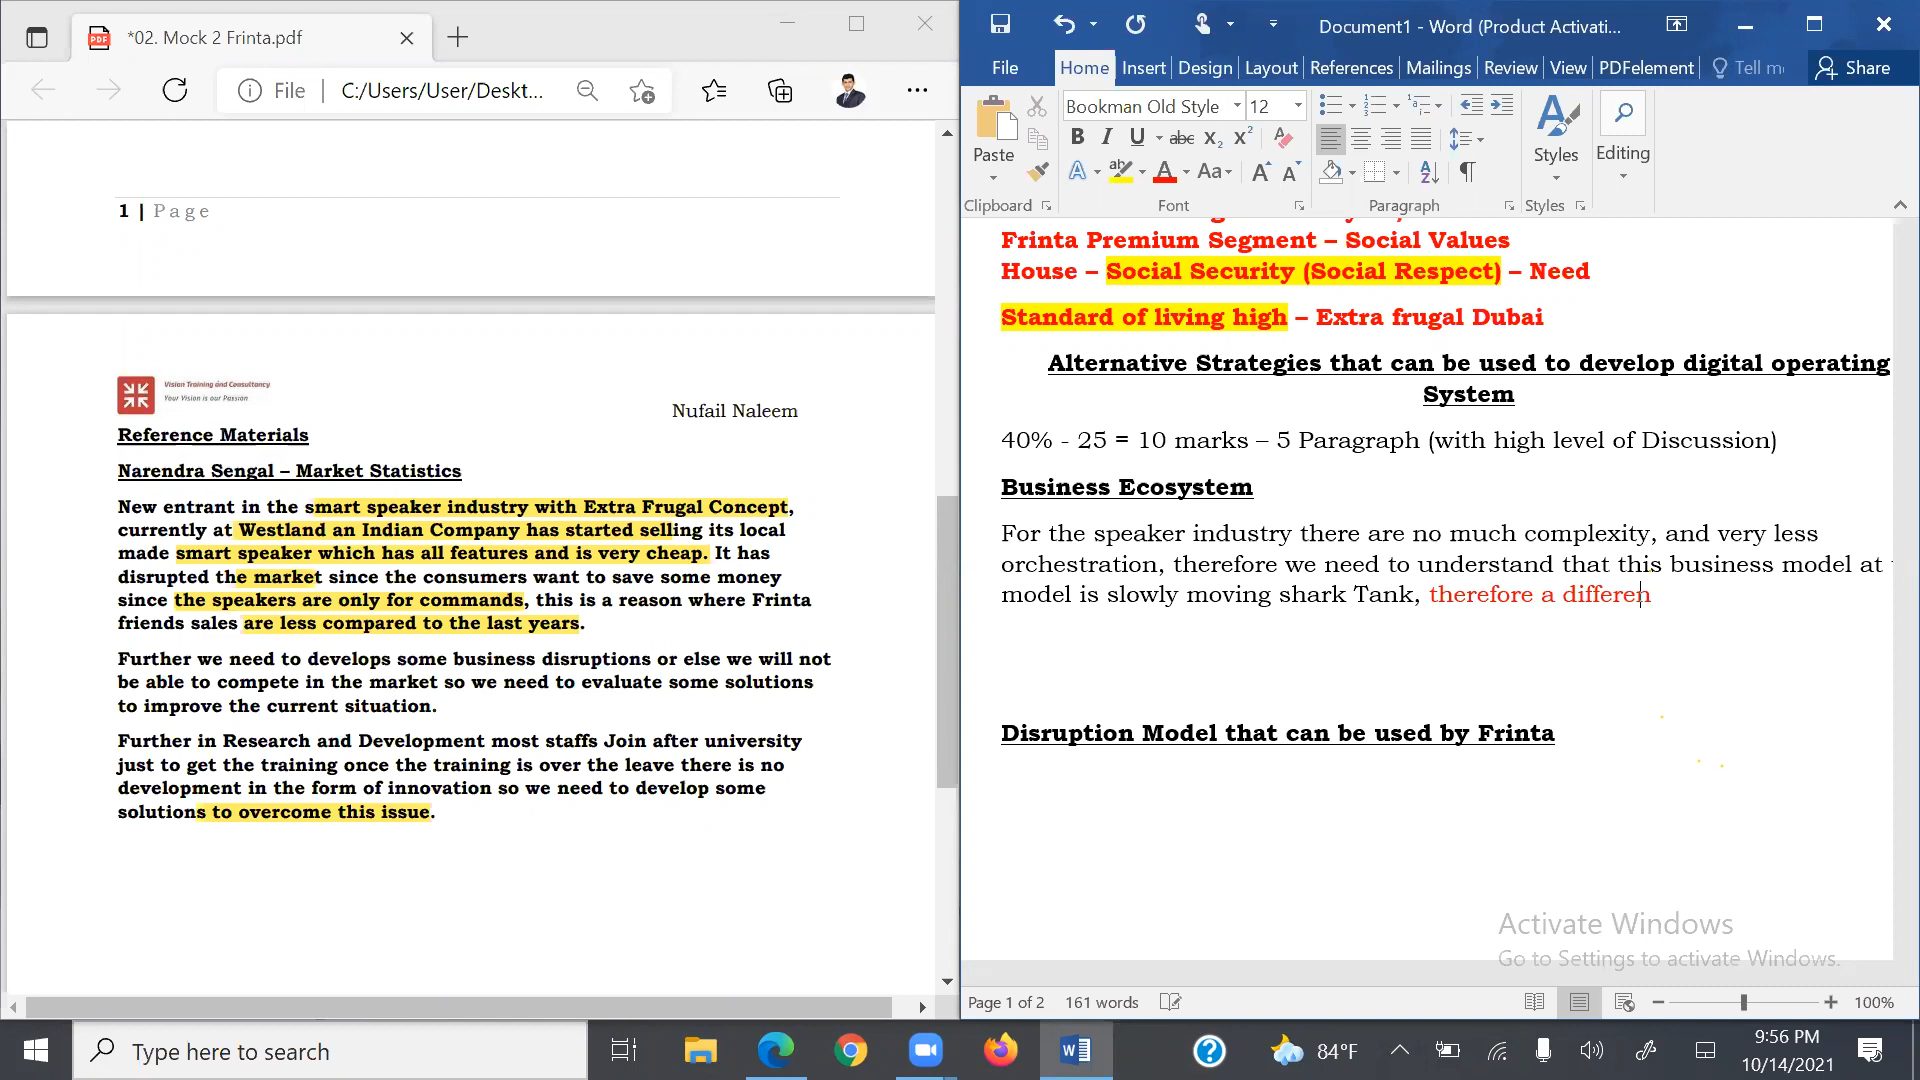 *02. Mock 2 Frinta.pdf
File
C:/Users/User/Deskt...
1 | Page
Vision Training and Consultancy
Your Vision is our Passion
Nufail Naleem
Reference Materials
Narendra Sengal – Market Statistics
New entrant in the smart speaker industry with Extra Frugal Concept,
currently at Westland an Indian Company has started selling its local
made smart speaker which has all features and is very cheap. It has
disrupted the market since the consumers want to save some money
since the speakers are only for commands, this is a reason where Frinta
friends sales are less compared to the last years.
Further we need to develops some business disruptions or else we will not
be able to compete in the market so we need to evaluate some solutions
to improve the current situation.
Further in Research and Development most staffs Join after university
just to get the training once the training is over the leave there is no
development in the form of innovation so we need to develop some
solutions to overcome this issue.
Document1 - Word (Product Activati...
File Home Insert Design Layout References Mailings Review View PDFelement Tell m Share
Bookman Old Style 12
Paste
Styles
Editing
Clipboard Font Paragraph Styles
Frinta Premium Segment – Social Values
House – Social Security (Social Respect) – Need
Standard of living high – Extra frugal Dubai
Alternative Strategies that can be used to develop digital operating
System
40% - 25 = 10 marks – 5 Paragraph (with high level of Discussion)
Business Ecosystem
For the speaker industry there are no much complexity, and very less
orchestration, therefore we need to understand that this business model at
model is slowly moving shark Tank, therefore a differen
Disruption Model that can be used by Frinta
Activate Windows
Go to Settings to activate Windows.
Page 1 of 2 161 words 100%
Type here to search
84°F
9:56 PM
10/14/2021